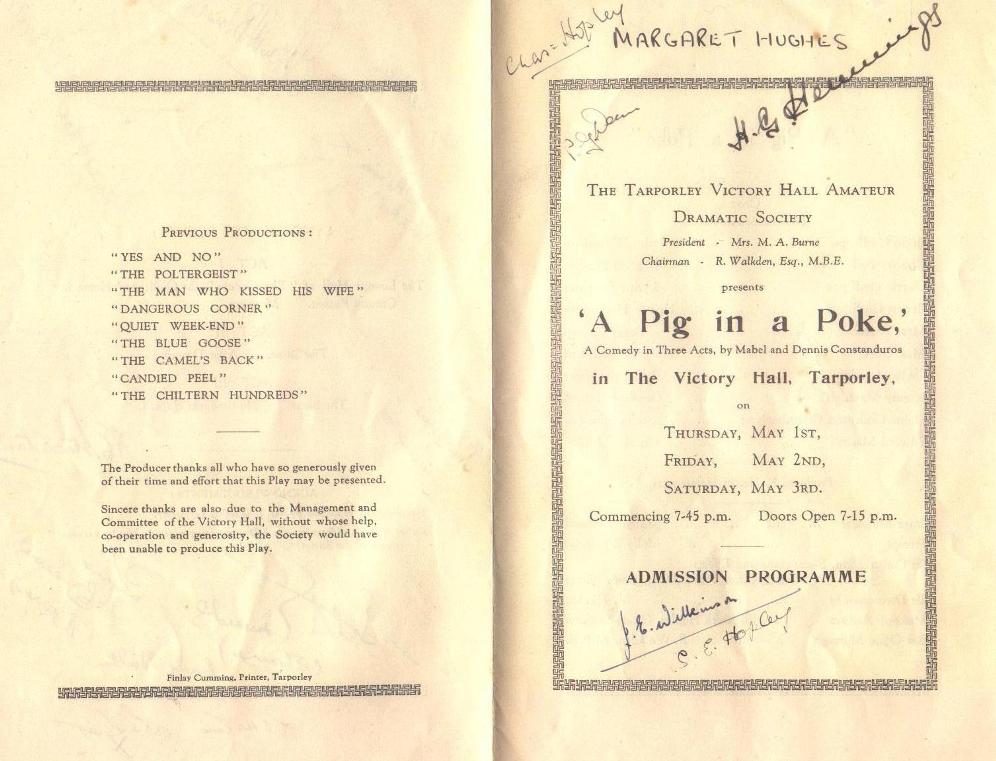 PREVIOUS PRODUCTIONS :
"YES AND NO"
"THE POLTERGEIST"
"THE MAN WHO KISSED HIS WIFE"
"DANGEROUS CORNER"
"QUIET WEEK-END"
"THE BLUE GOOSE"
"THE CAMEL'S BACK"
"CANDIED PEEL"
"THE CHILTERN HUNDREDS"
The Producer thanks all who have so generously given
of their time and effort that this Play may be presented.
Sincere thanks are also due to the Management and
Committee of the Victory Hall, without whose help,
co-operation and generosity, the Society would have
been unable to produce this Play.
Finlay Cumming, Printer, Tarporley
Chas= Hopley
MARGARET HUGHES
H. G. Hemmings
THE TARPORLEY VICTORY HALL AMATEUR
DRAMATIC SOCIETY
President - Mrs. M. A. Burne
Chairman - R. Walkden, Esq., M.B.E.
presents
'A Pig in a Poke,'
A Comedy in Three Acts, by Mabel and Dennis Constanduros
in The Victory Hall, Tarporley,
on
THURSDAY, MAY 1ST,
FRIDAY, MAY 2ND,
SATURDAY, MAY 3RD.
Commencing 7-45 p.m. Doors Open 7-15 p.m.
ADMISSION PROGRAMME
J. E. Wilkinson
S. E. Hopley